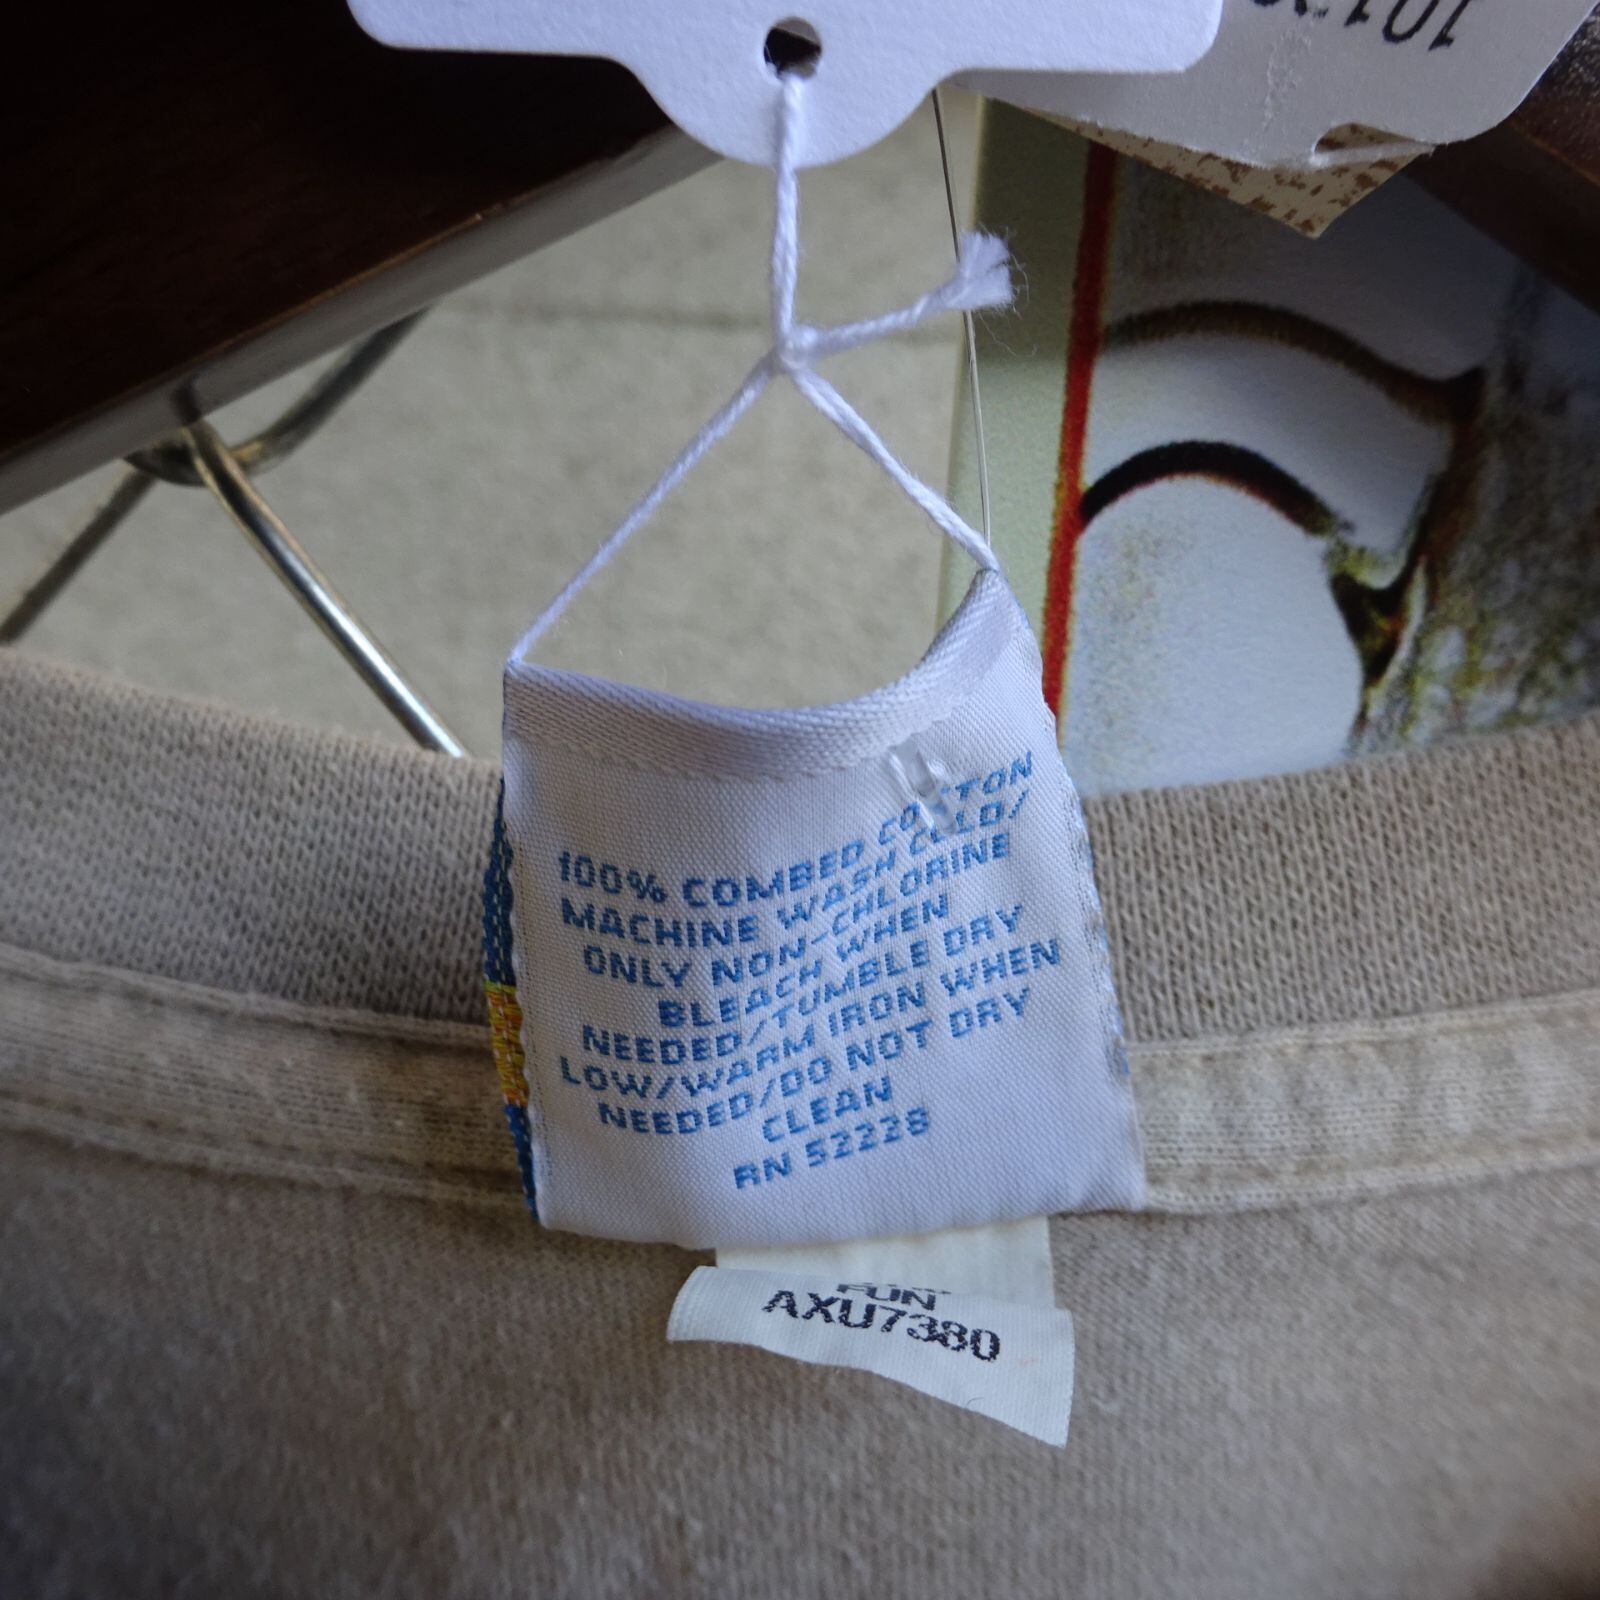 100% COMBED COTTON
MACHINE WASH COLD/
ONLY NON-CHLORINE
BLEACH WHEN
NEEDED/TUMBLE DRY
LOW/WARM IRON WHEN
NEEDED/DO NOT DRY
CLEAN
RN 52228
FUN
AXU7380